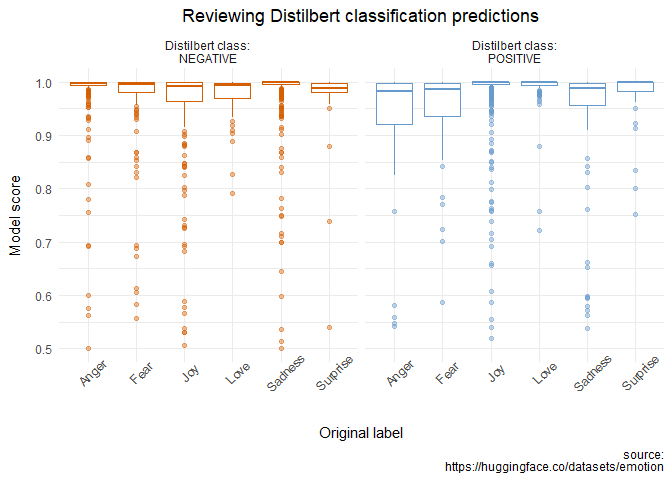 Reviewing Distilbert classification predictions
Distilbert class:
NEGATIVE
Distilbert class:
POSITIVE
Model score
1.0
0.9
0.8
0.7
0.6
0.5
Anger
Fear
Joy
Love
Sadness
Surprise
Anger
Fear
Joy
Love
Sadness
Surprise
Original label
source:
https://huggingface.co/datasets/emotion